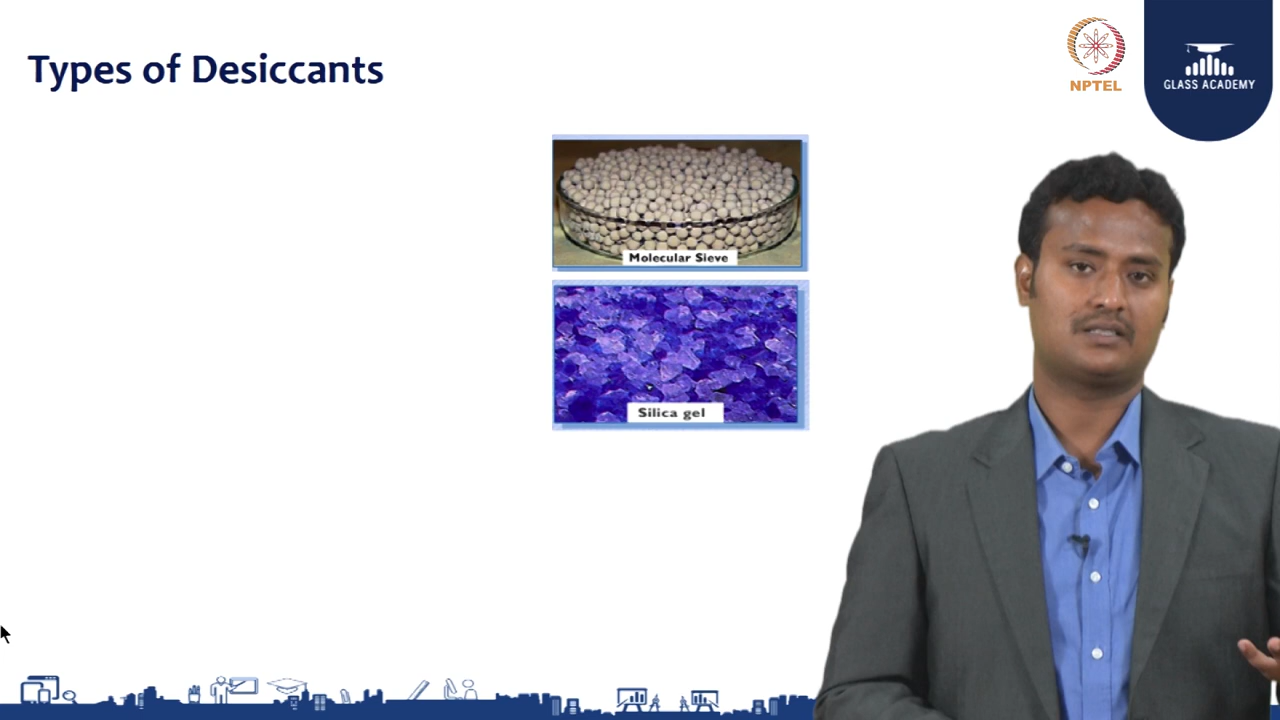 Types of Desiccants
NPTEL
GLASS ACADEMY
Molecular Sieve
Silica gel